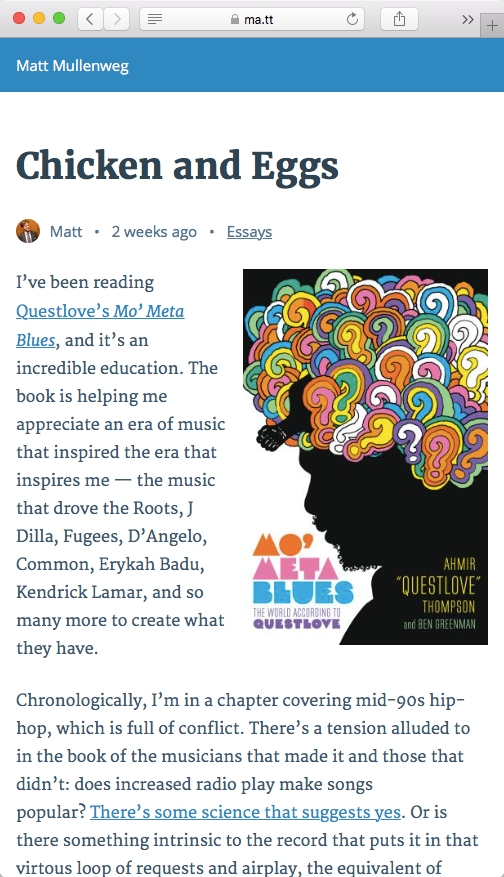 ma.tt
Matt Mullenweg
Chicken and Eggs
Matt • 2 weeks ago • Essays
I’ve been reading
Questlove’s Mo’ Meta
Blues, and it’s an
incredible education. The
book is helping me
appreciate an era of music
that inspired the era that
inspires me — the music
that drove the Roots, J
Dilla, Fugees, D’Angelo,
Common, Erykah Badu,
Kendrick Lamar, and so
many more to create what
they have.
MO’
META
BLUES
THE WORLD ACCORDING TO
QUESTLOVE
AHMIR
“QUESTLOVE”
THOMPSON
and BEN GREENMAN
Chronologically, I’m in a chapter covering mid-90s hip-
hop, which is full of conflict. There’s a tension alluded to
in the book of the musicians that made it and those that
didn’t: does increased radio play make songs
popular? There’s some science that suggests yes. Or is
there something intrinsic to the record that puts it in that
virtous loop of requests and airplay, the equivalent of